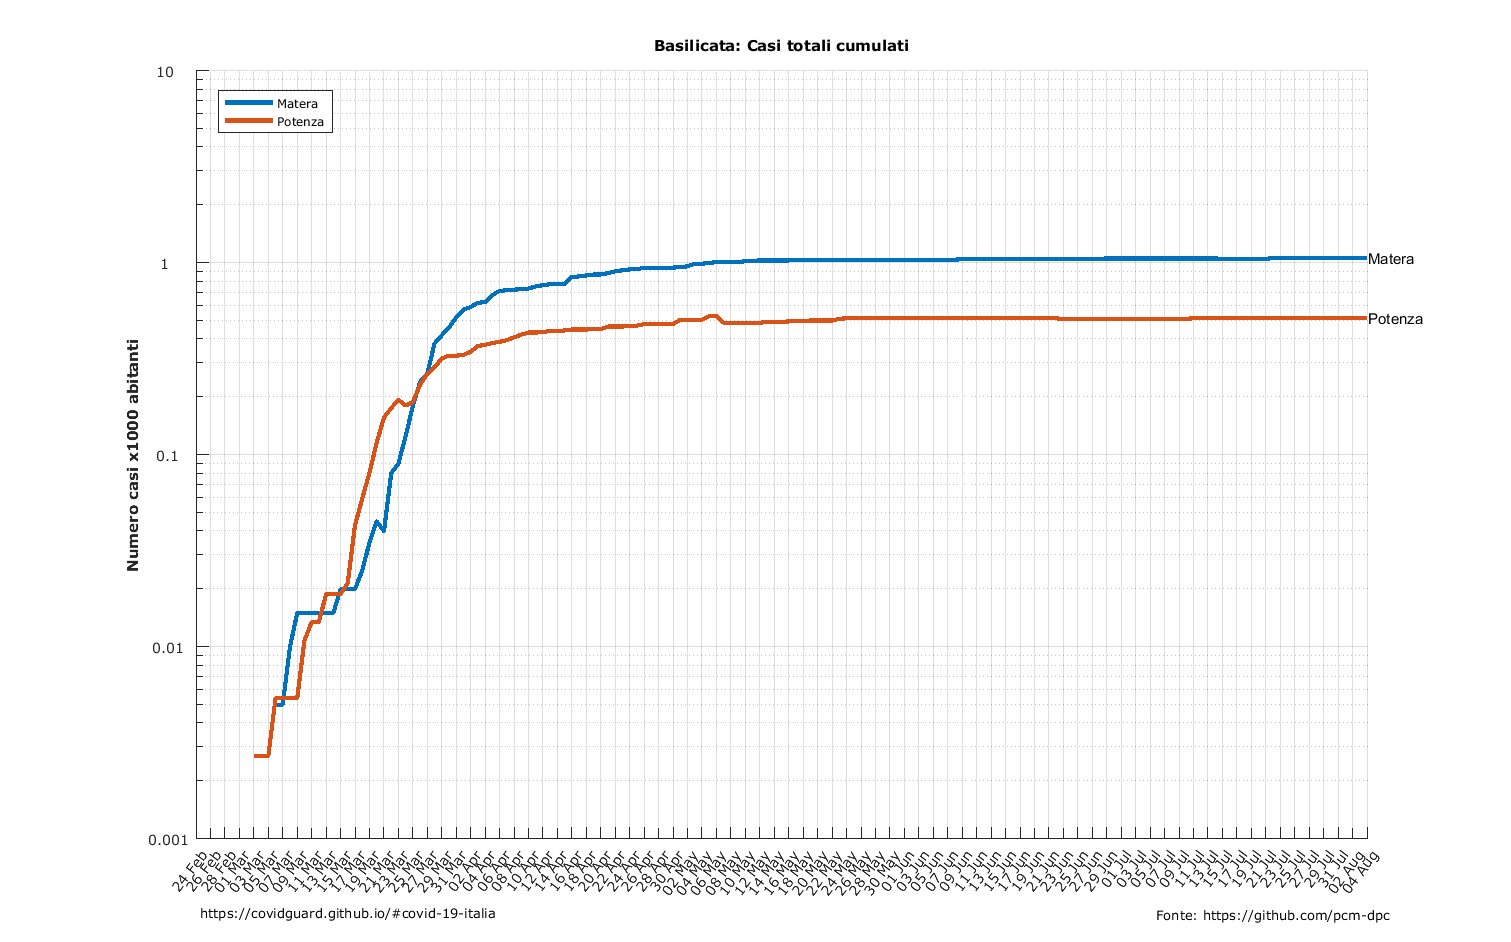 Basilicata: Casi totali cumulati
10
1
0.1
0.01
0.001
Numero casi x1000 abitanti
Matera
Potenza
Matera
Potenza
24 Feb
26 Feb
28 Feb
01 Mar
03 Mar
05 Mar
07 Mar
09 Mar
11 Mar
13 Mar
15 Mar
17 Mar
19 Mar
21 Mar
23 Mar
25 Mar
27 Mar
29 Mar
31 Mar
02 Apr
04 Apr
06 Apr
08 Apr
10 Apr
12 Apr
14 Apr
16 Apr
18 Apr
20 Apr
22 Apr
24 Apr
26 Apr
28 Apr
30 Apr
02 May
04 May
06 May
08 May
10 May
12 May
14 May
16 May
18 May
20 May
22 May
24 May
26 May
28 May
30 May
01 Jun
03 Jun
05 Jun
07 Jun
09 Jun
11 Jun
13 Jun
15 Jun
17 Jun
19 Jun
21 Jun
23 Jun
25 Jun
27 Jun
29 Jun
01 Jul
03 Jul
05 Jul
07 Jul
09 Jul
11 Jul
13 Jul
15 Jul
17 Jul
19 Jul
21 Jul
23 Jul
25 Jul
27 Jul
29 Jul
31 Jul
02 Aug
04 Aug
https://covidguard.github.io/#covid-19-italia
Fonte: https://github.com/pcm-dpc